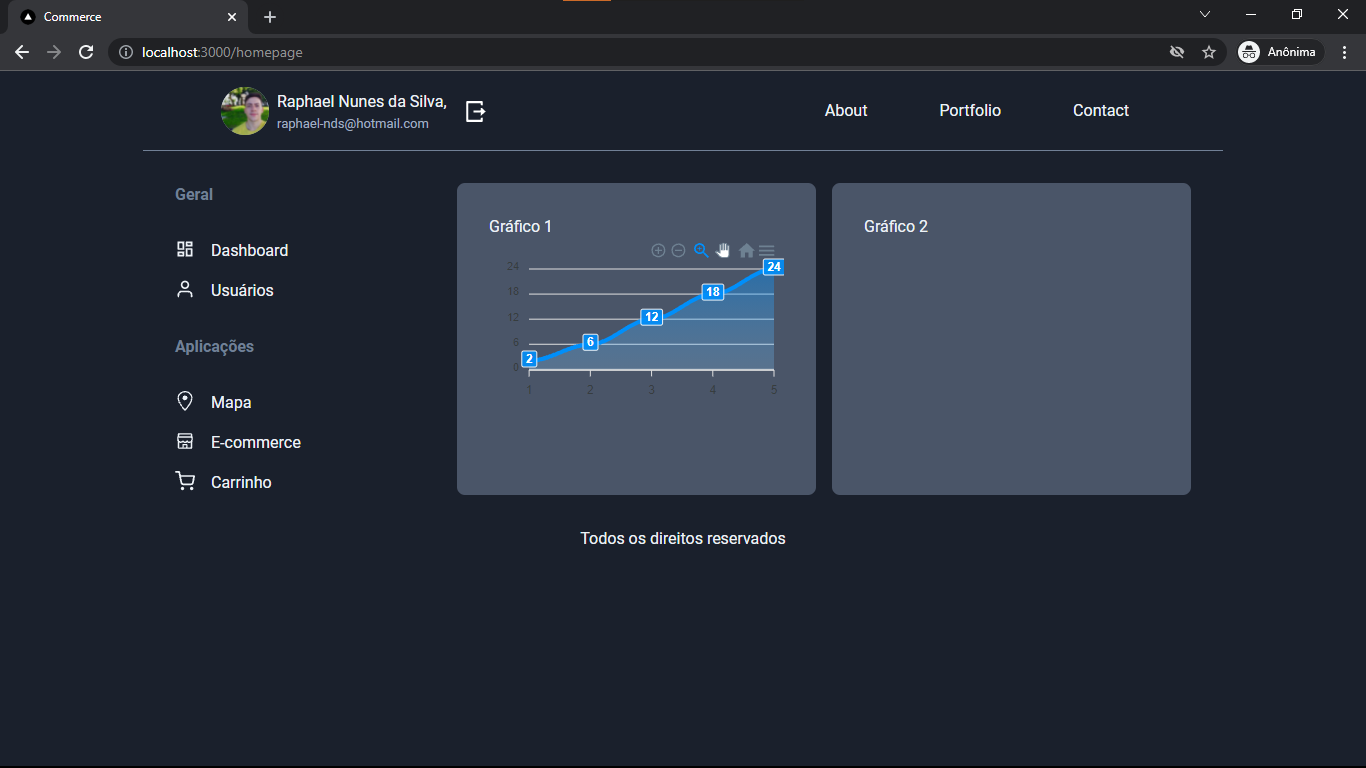 Commerce
localhost:3000/homepage
Anônima
Raphael Nunes da Silva,
raphael-nds@hotmail.com
About
Portfolio
Contact
Geral
Dashboard
Usuários
Aplicações
Mapa
E-commerce
Carrinho
Gráfico 1
24
18
12
6
0
2
6
12
18
24
1
2
3
4
5
Gráfico 2
Todos os direitos reservados